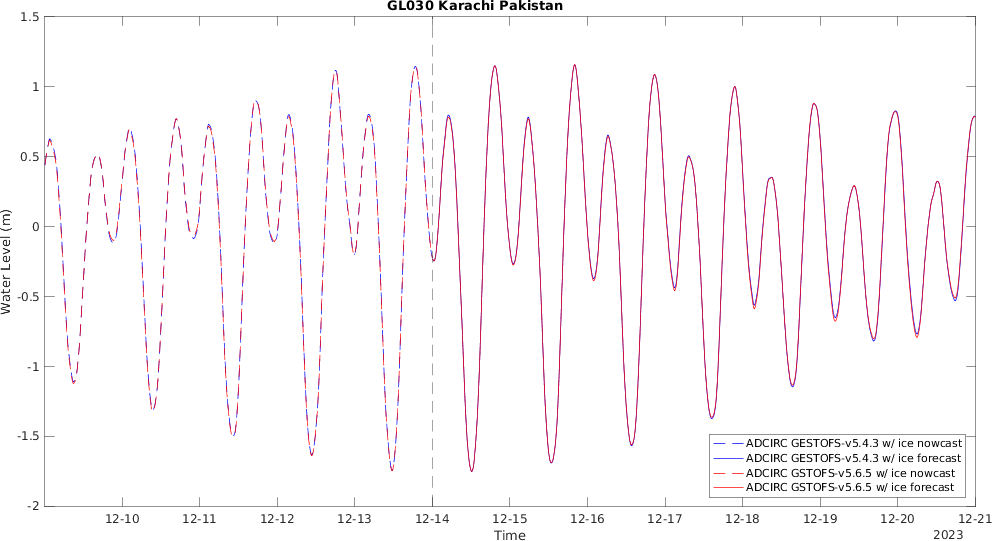 GL030 Karachi Pakistan
1.5
1
0.5
0
-0.5
-1
-1.5
-2
Water Level (m)
ADCIRC GESTOFS-v5.4.3 w/ ice nowcast
ADCIRC GESTOFS-v5.4.3 w/ ice forecast
ADCIRC GSTOFS-v5.6.5 w/ ice nowcast
ADCIRC GSTOFS-v5.6.5 w/ ice forecast
12-10 12-11 12-12 12-13 12-14 12-15 12-16 12-17 12-18 12-19 12-20 12-21
Time
2023